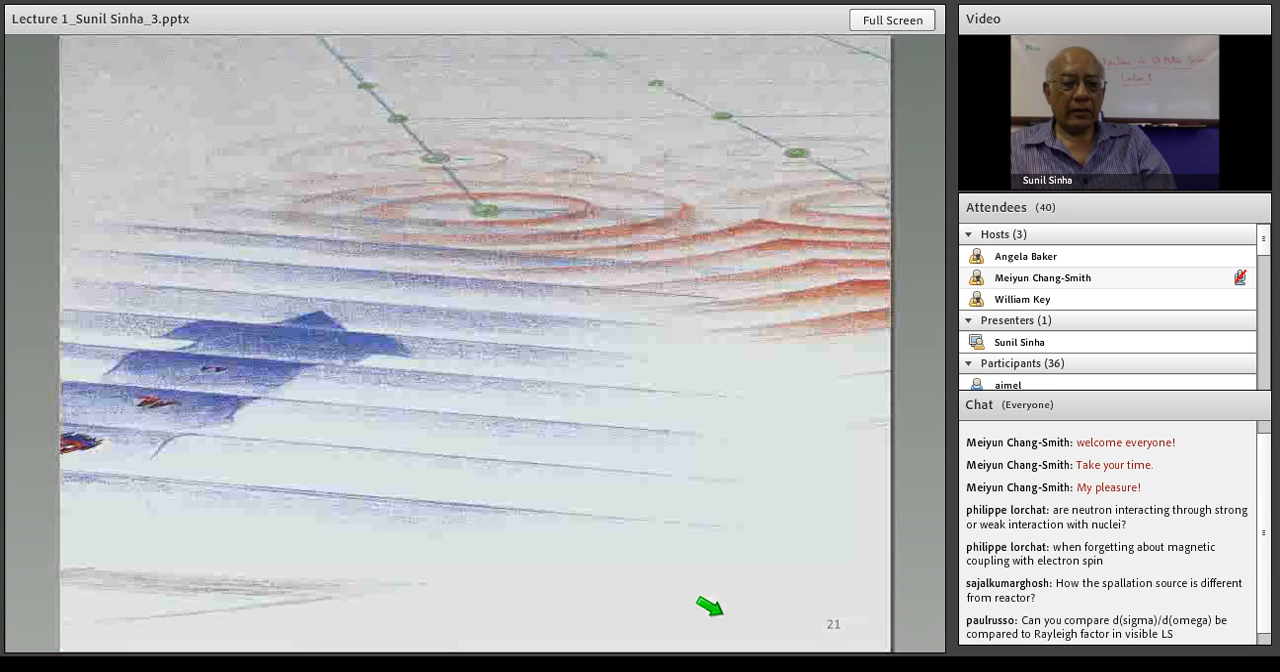 Lecture 1_Sunil Sinha_3.pptx
Full Screen
21
Video
Lecture 1
Sunil Sinha
Attendees (40)
Hosts (3)
Angela Baker
Meiyun Chang-Smith
William Key
Presenters (1)
Sunil Sinha
Participants (36)
aimel
Chat (Everyone)
Meiyun Chang-Smith: welcome everyone!
Meiyun Chang-Smith: Take your time.
Meiyun Chang-Smith: My pleasure!
philippe lorchat: are neutron interacting through strong
or weak interaction with nuclei?
philippe lorchat: when forgetting about magnetic
coupling with electron spin
sajalkumarghosh: How the spallation source is different
from reactor?
paulrusso: Can you compare d(sigma)/d(omega) be
compared to Rayleigh factor in visible LS